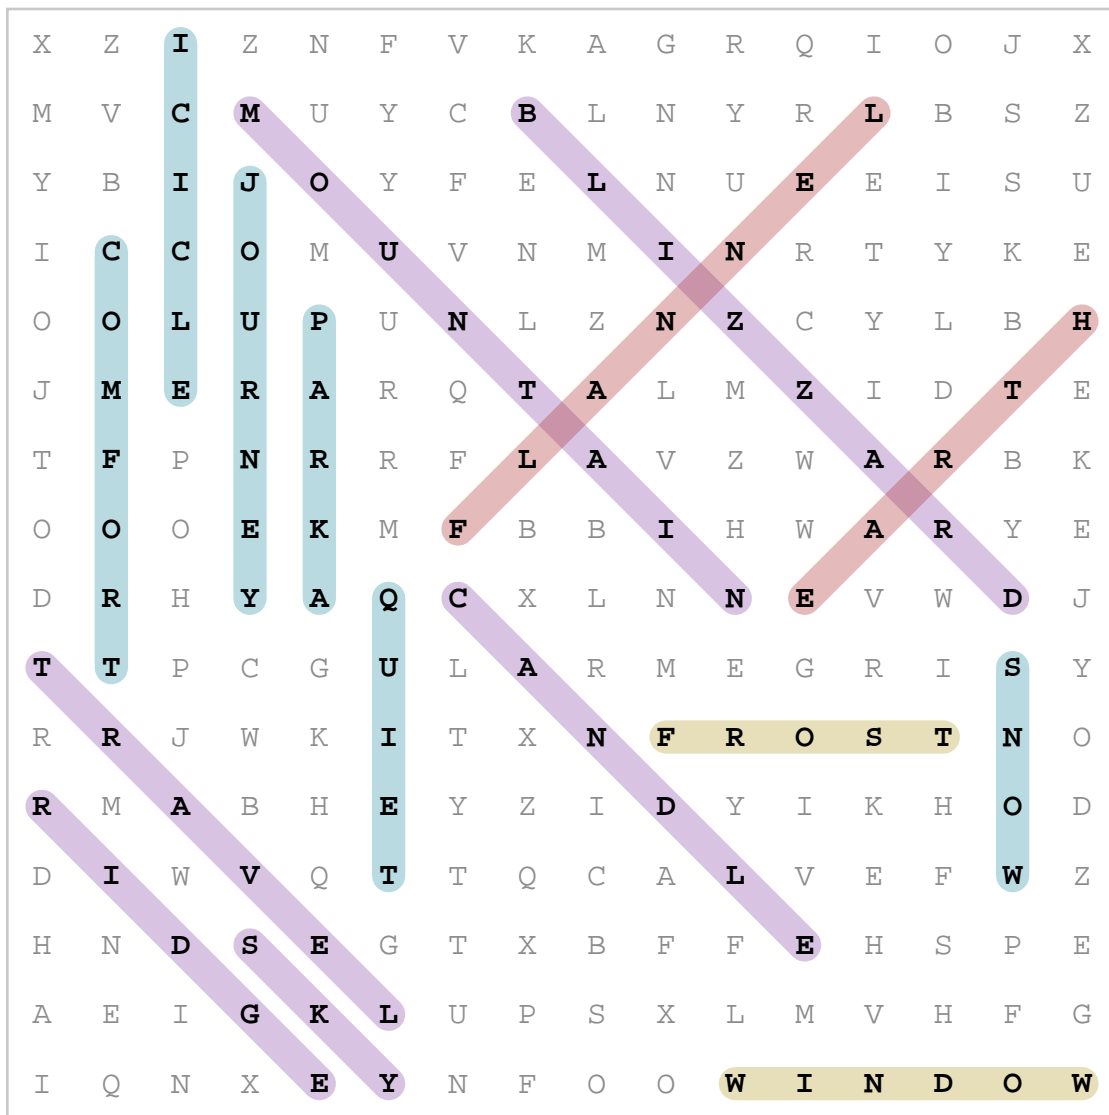 X Z I Z N F V K A G R Q I O J X
M V C M U Y C B L N Y R L B S Z
Y B I J O Y F E L N U E E I S U
I C C O M U V N M I N R T Y K E
O O L U P U N L Z N Z C Y L B H
J M E R A R Q T A L M Z I D T E
T F P N R R F L A V Z W A R B K
O O O E K M F B B I H W A R Y E
D R H Y A Q C X L N N E V W D J
T T P C G U L A R M E G R I S Y
R R J W K I T X N F R O S T N O
R M A B H E Y Z I D Y I K H O D
D I W V Q T T Q C A L V E F W Z
H N D S E G T X B F F E H S P E
A E I G K L U P S X L M V H F G
I Q N X E Y N F O O W I N D O W